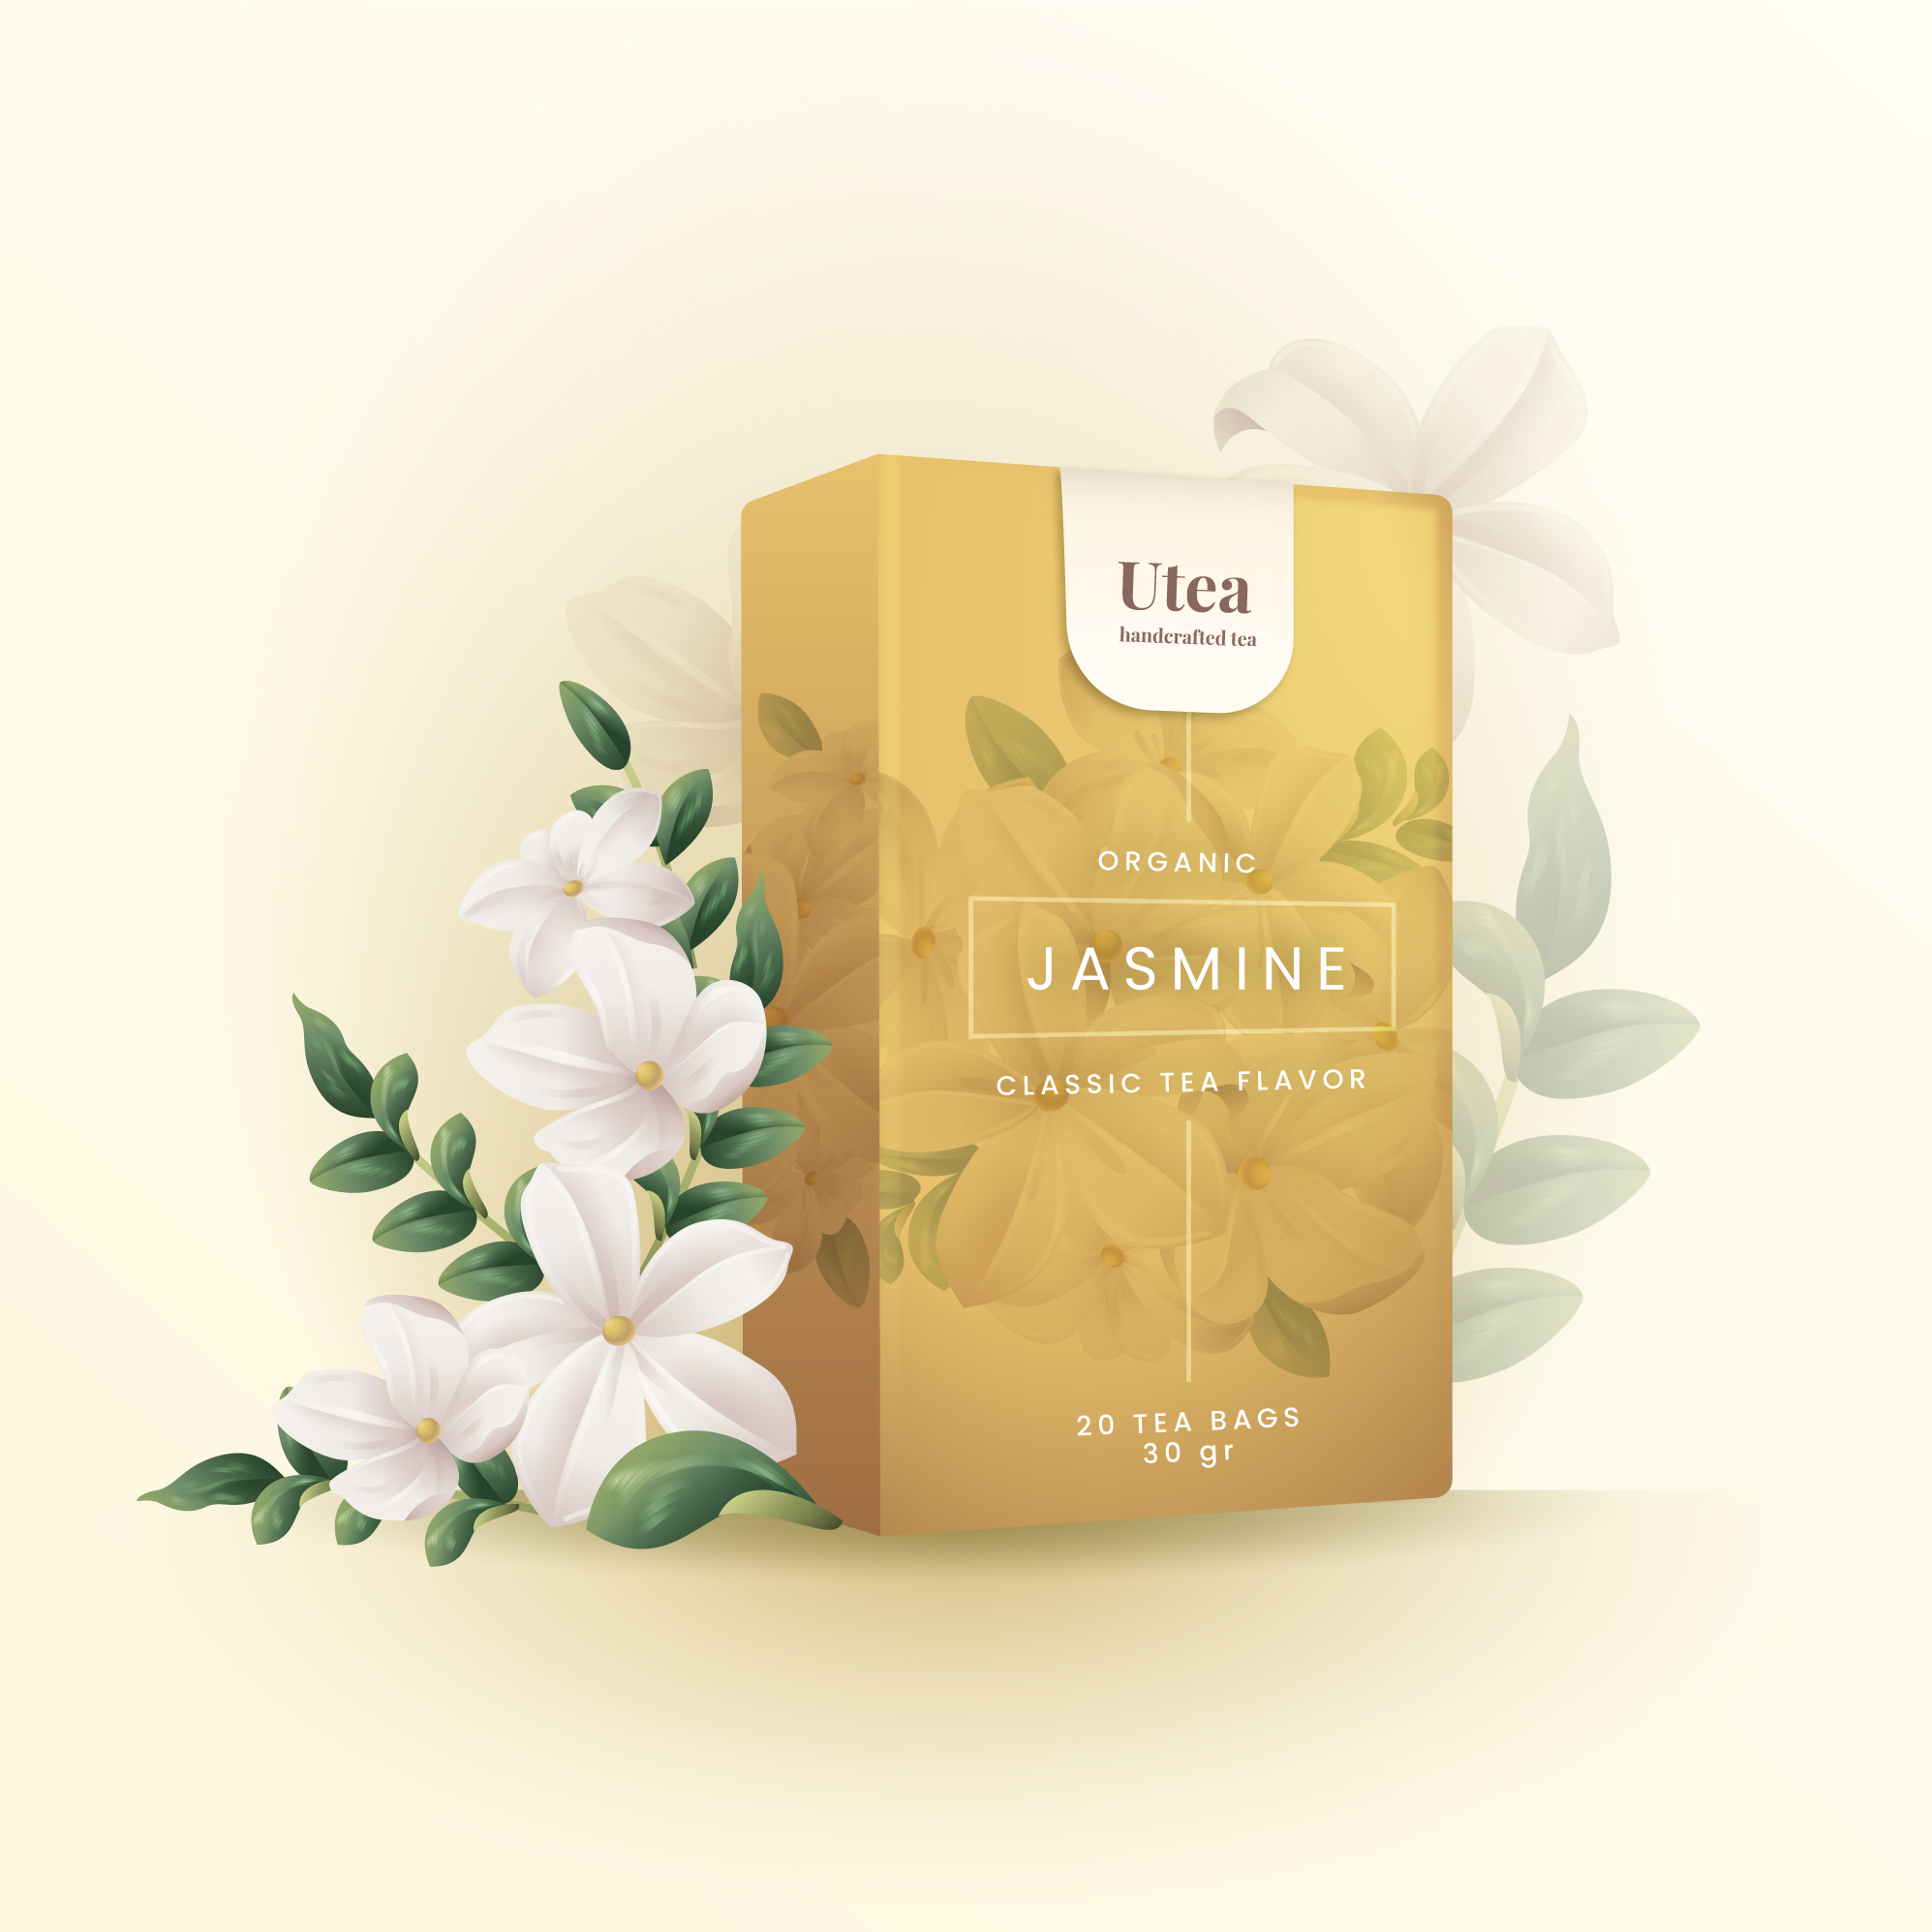 Utea
handcrafted tea
ORGANIC
JASMINE
CLASSIC TEA FLAVOR
20 TEA BAGS
30 gr